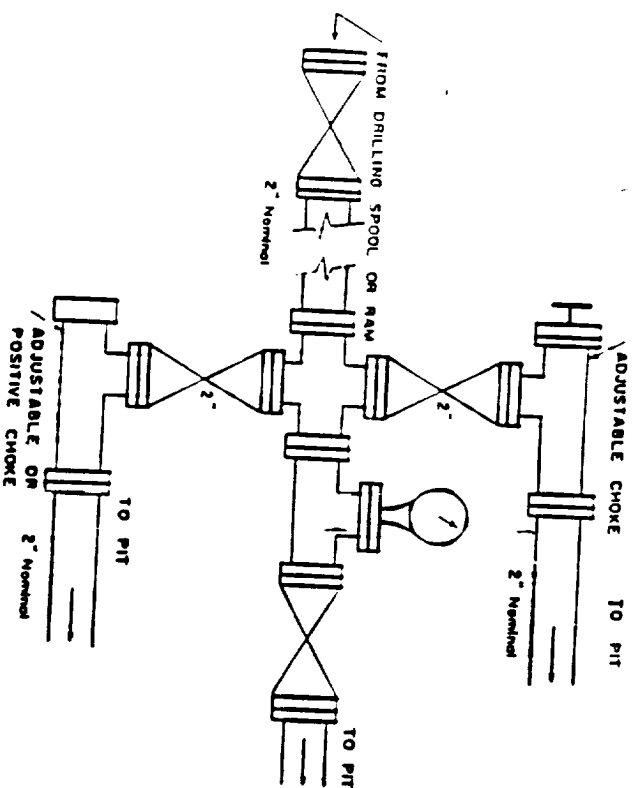 FROM DRILLING SPOOL OR RAM
2" Nominal
ADJUSTABLE CHOKE
TO PIT
2" Nominal
2"
2"
ADJUSTABLE OR
POSITIVE CHOKE
TO PIT
2" Nominal
TO PIT